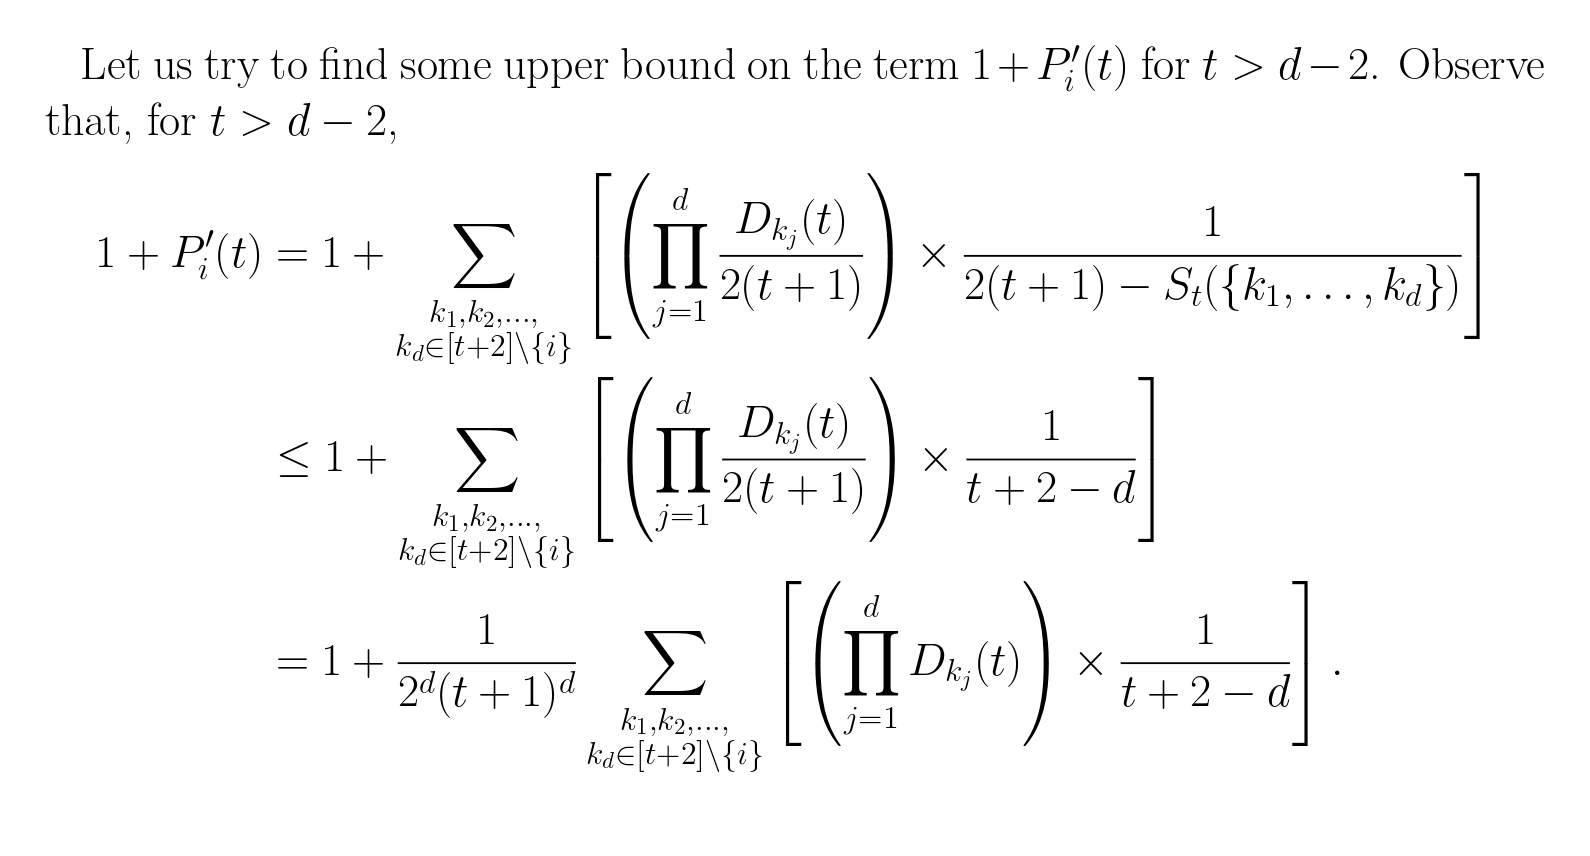 Let us try to find some upper bound on the term $1+P_i'(t)$ for $t > d-2$. Observe
that, for $t > d-2$,
$$1+P_i'(t) = 1+\sum_{\substack{k_1,k_2,\ldots,\\ k_d\in[t+2]\setminus\{i\}}}\left[\left(\prod_{j=1}^{d}\frac{D_{k_j}(t)}{2(t+1)}\right)\times\frac{1}{2(t+1)-S_t(\{k_1,\ldots,k_d\})}\right]$$
$$\leq 1+\sum_{\substack{k_1,k_2,\ldots,\\ k_d\in[t+2]\setminus\{i\}}}\left[\left(\prod_{j=1}^{d}\frac{D_{k_j}(t)}{2(t+1)}\right)\times\frac{1}{t+2-d}\right]$$
$$= 1+\frac{1}{2^d(t+1)^d}\sum_{\substack{k_1,k_2,\ldots,\\ k_d\in[t+2]\setminus\{i\}}}\left[\left(\prod_{j=1}^{d}D_{k_j}(t)\right)\times\frac{1}{t+2-d}\right].$$